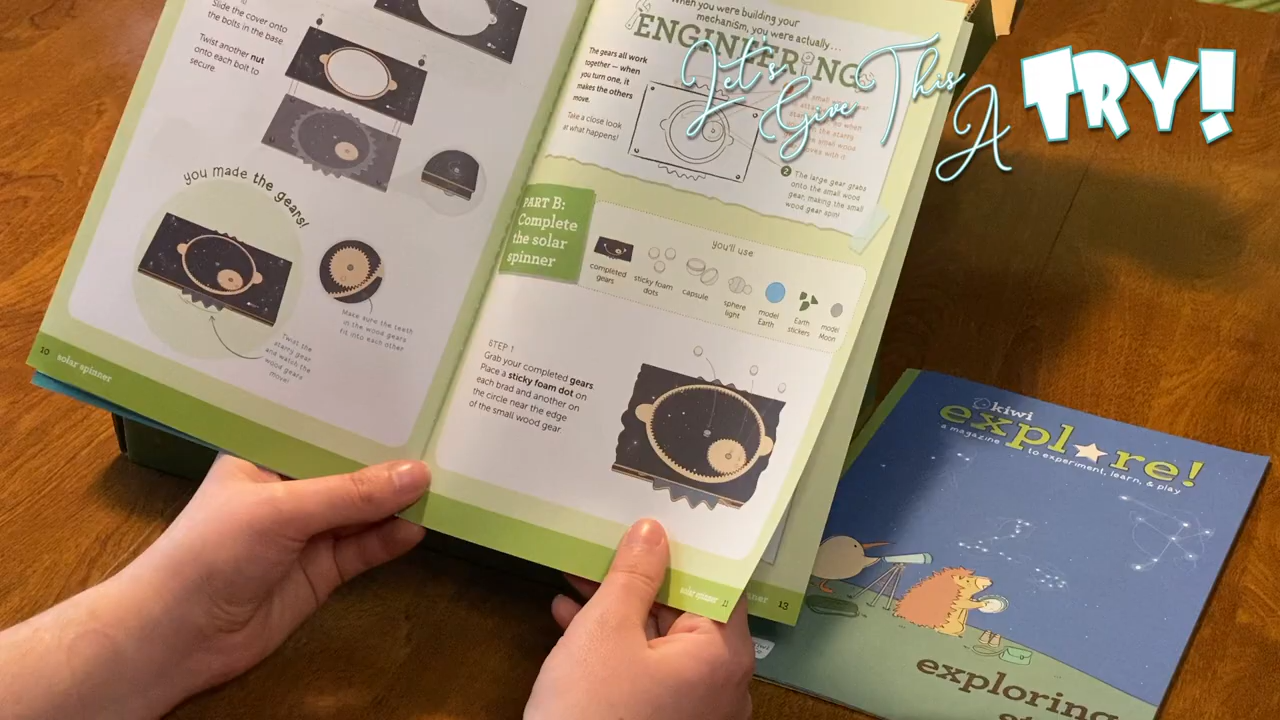 Slide the cover onto
the bolts in the base.
Twist another nut
onto each bolt to
secure.
you made the gears!
Make sure the teeth
in the wood gears
fit into each other
Twist the
starry gear
and watch the
wood gears
move!
10 solar spinner
When you were building your
mechanism, you were actually...
ENGINEERING
The gears all work
together — when
you turn one, it
makes the others
move.
Take a close look
at what happens!
2 The large gear grabs
onto the small wood
gear, making the small
wood gear spin!
PART B:
Complete
the solar
spinner
you'll use
completed
gears
sticky foam
dots
capsule
sphere
light
model
Earth
Earth
stickers
model
Moon
STEP 1
Grab your completed gears.
Place a sticky foam dot on
each brad and another on
the circle near the edge
of the small wood gear.
solar spinner 11
13
Let's
Give This
A TRY!
kiwi
explore!
a magazine to experiment, learn, & play
exploring